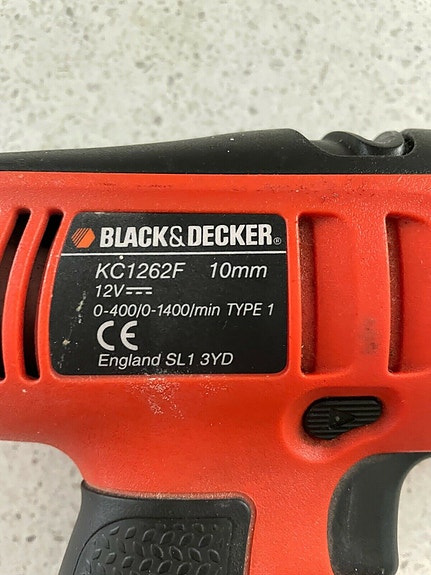 BLACK&DECKER®
KC1262F 10mm
12V⎓
0-400/0-1400/min TYPE 1
CE
England SL1 3YD